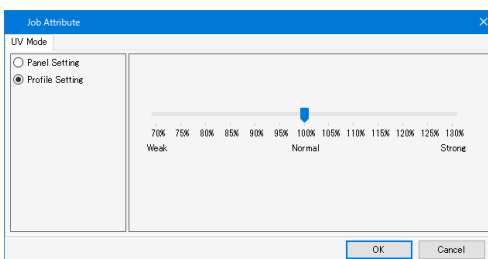 Job Attribute
UV Mode
Panel Setting
Profile Setting
70% 75% 80% 85% 90% 95% 100% 105% 110% 115% 120% 125% 130%
Weak Normal Strong
OK Cancel